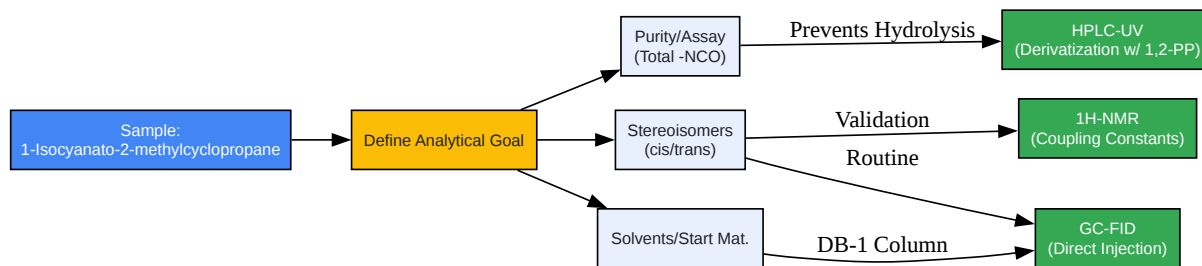 Sample:
1-Isocyanato-2-methylcyclopropane
Define Analytical Goal
Purity/Assay
(Total -NCO)
Prevents Hydrolysis
HPLC-UV
(Derivatization w/ 1,2-PP)
Stereoisomers
(cis/trans)
Validation
1H-NMR
(Coupling Constants)
Routine
Solvents/Start Mat.
DB-1 Column
GC-FID
(Direct Injection)